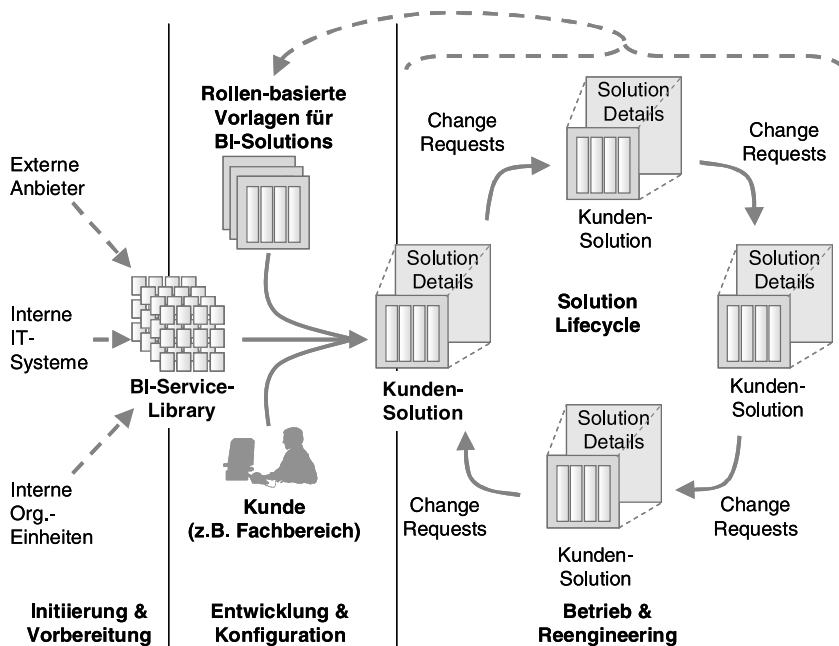 Rollen-basierte
Vorlagen für
BI-Solutions
Externe
Anbieter
Interne
IT-
Systeme
BI-Service-
Library
Interne
Org.-
Einheiten
Kunde
(z.B. Fachbereich)
Solution
Details
Kunden-
Solution
Change
Requests
Solution
Details
Kunden-
Solution
Change
Requests
Solution
Lifecycle
Solution
Details
Kunden-
Solution
Change
Requests
Solution
Details
Kunden-
Solution
Change
Requests
Initiierung &
Vorbereitung
Entwicklung &
Konfiguration
Betrieb &
Reengineering